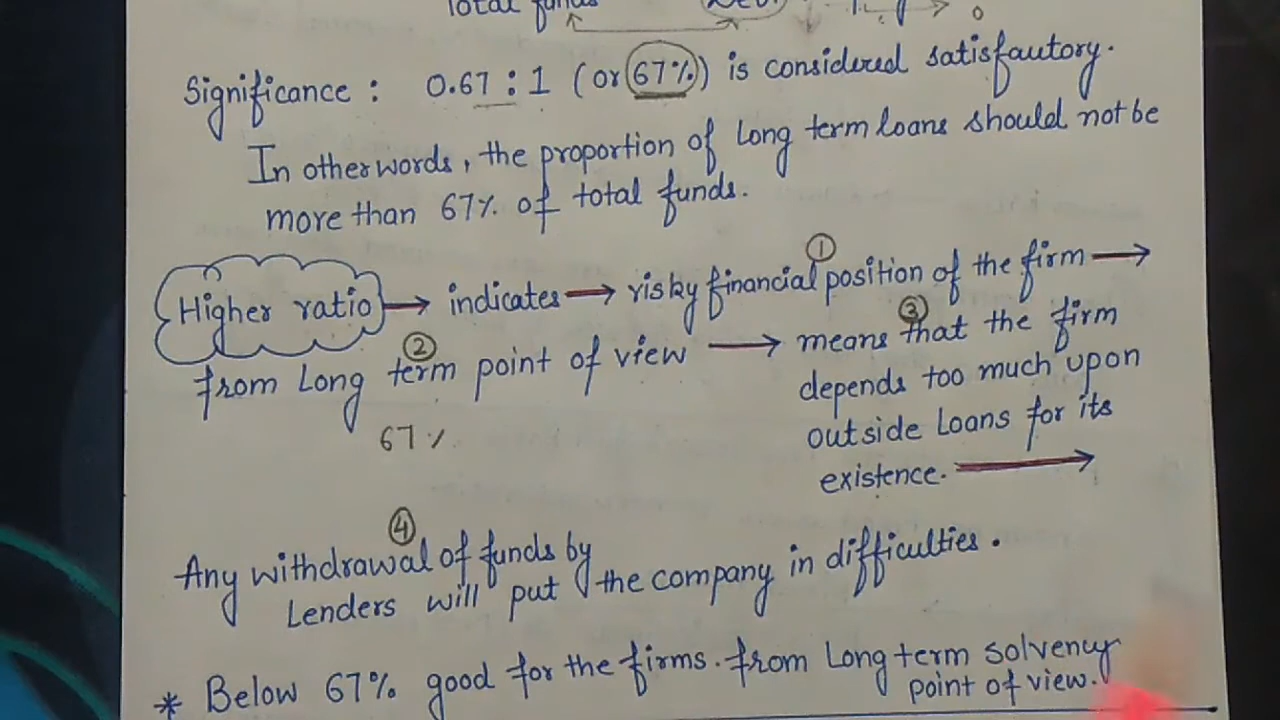 Total funds
Significance : 0.67 : 1 (or 67%) is considered satisfautory.
In other words, the proportion of Long term loans should not be
more than 67% of total funds.
①
Higher ratio → indicates → risky financial position of the firm →
② ③
from Long term point of view → means that the firm
depends too much upon
67%
outside Loans for its
existence. →
④
Any withdrawal of funds by
Lenders will put the company in difficulties.
* Below 67% good for the firms. from Long term solvency
point of view.